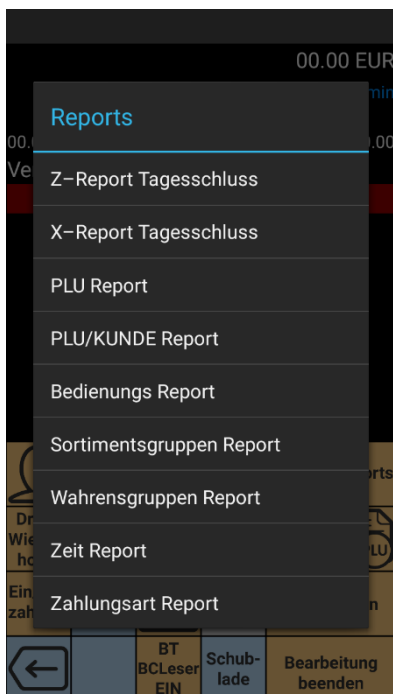 00.00 EUR
Reports
Z–Report Tagesschluss
X–Report Tagesschluss
PLU Report
PLU/KUNDE Report
Bedienungs Report
Sortimentsgruppen Report
Wahrensgruppen Report
Zeit Report
Zahlungsart Report
BT
BCLeser
EIN
Schub-
lade
Bearbeitung
beenden